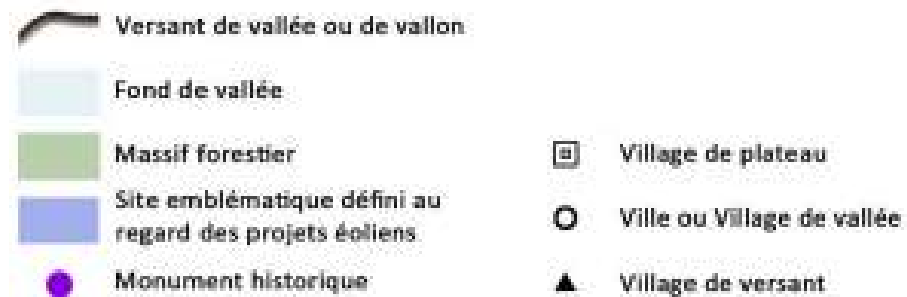 Versant de vallée ou de vallon
Fond de vallée
Massif forestier
Site emblématique défini au
regard des projets éoliens
Monument historique
Village de plateau
Ville ou Village de vallée
Village de versant